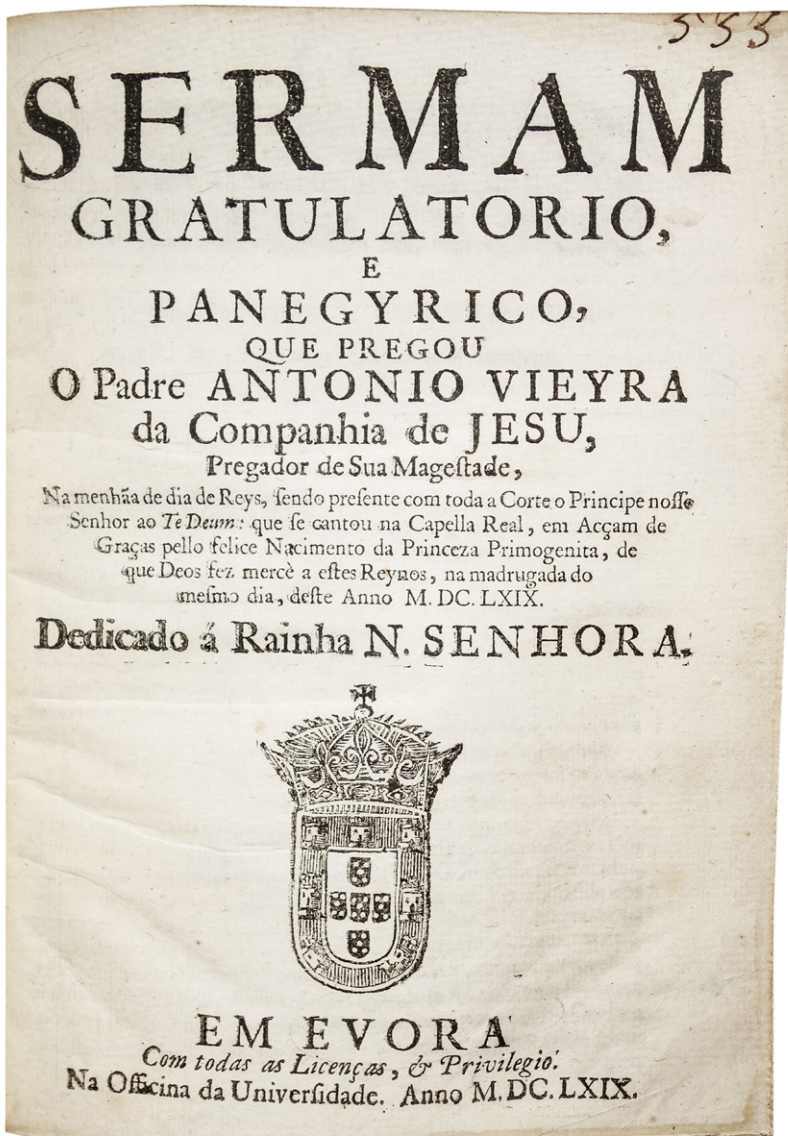 535
SERMAM
GRATULATORIO,
E
PANEGYRICO,
QUE PREGOU
O Padre ANTONIO VIEYRA
da Companhia de JESU,
Pregador de Sua Mageſtade,
Na menhãa de dia de Reys, ſendo preſente com toda a Corte o Principe noſſo
Senhor ao Te Deum: que ſe cantou na Capella Real, em Acçam de
Graças pello felice Nacimento da Princeza Primogenita, de
que Deos fez mercè a eſtes Reynos, na madrugada do
meſmo dia, deſte Anno M. DC. LXIX.
Dedicado á Rainha N. SENHORA.
EM EVORA
Com todas as Licenças, & Privilegio.
Na Officina da Univerſidade. Anno M. DC. LXIX.